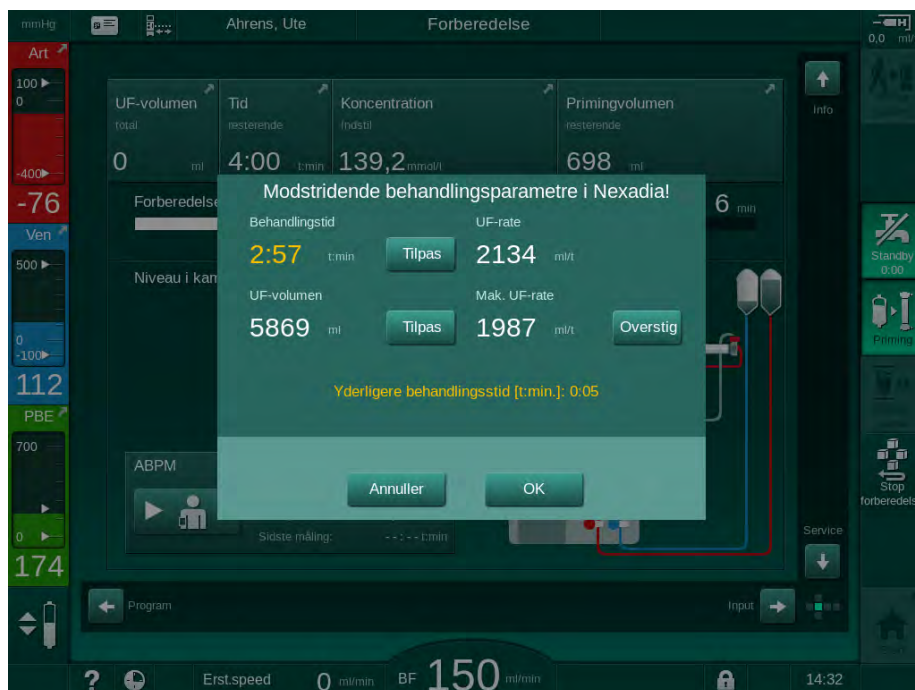 mmHg
Ahrens, Ute
Forberedelse
0,0 ml/
Art
100
0
-400
-76
Ven
500
0
-100
112
PBE
700
0
174
UF-volumen
total
0 ml
Tid
resterende
4:00 t:min
Koncentration
Indstil
139,2 mmol/l
Primingvolumen
resterende
698 ml
Info
Forberedelse
6 min
Niveau i kam
Modstridende behandlingsparametre i Nexadia!
Behandlingstid
2:57 t:min
Tilpas
UF-rate
2134 ml/t
UF-volumen
5869 ml
Tilpas
Mak. UF-rate
1987 ml/t
Overstig
Yderligere behandlingsstid [t:min.]: 0:05
Annuller
OK
ABPM
Sidste måling: --:-- t:min
Standby
0:00
Priming
Stop
forberedels
Service
Program
Input
Start
? Erst.speed 0 ml/min BF 150 ml/min 14:32